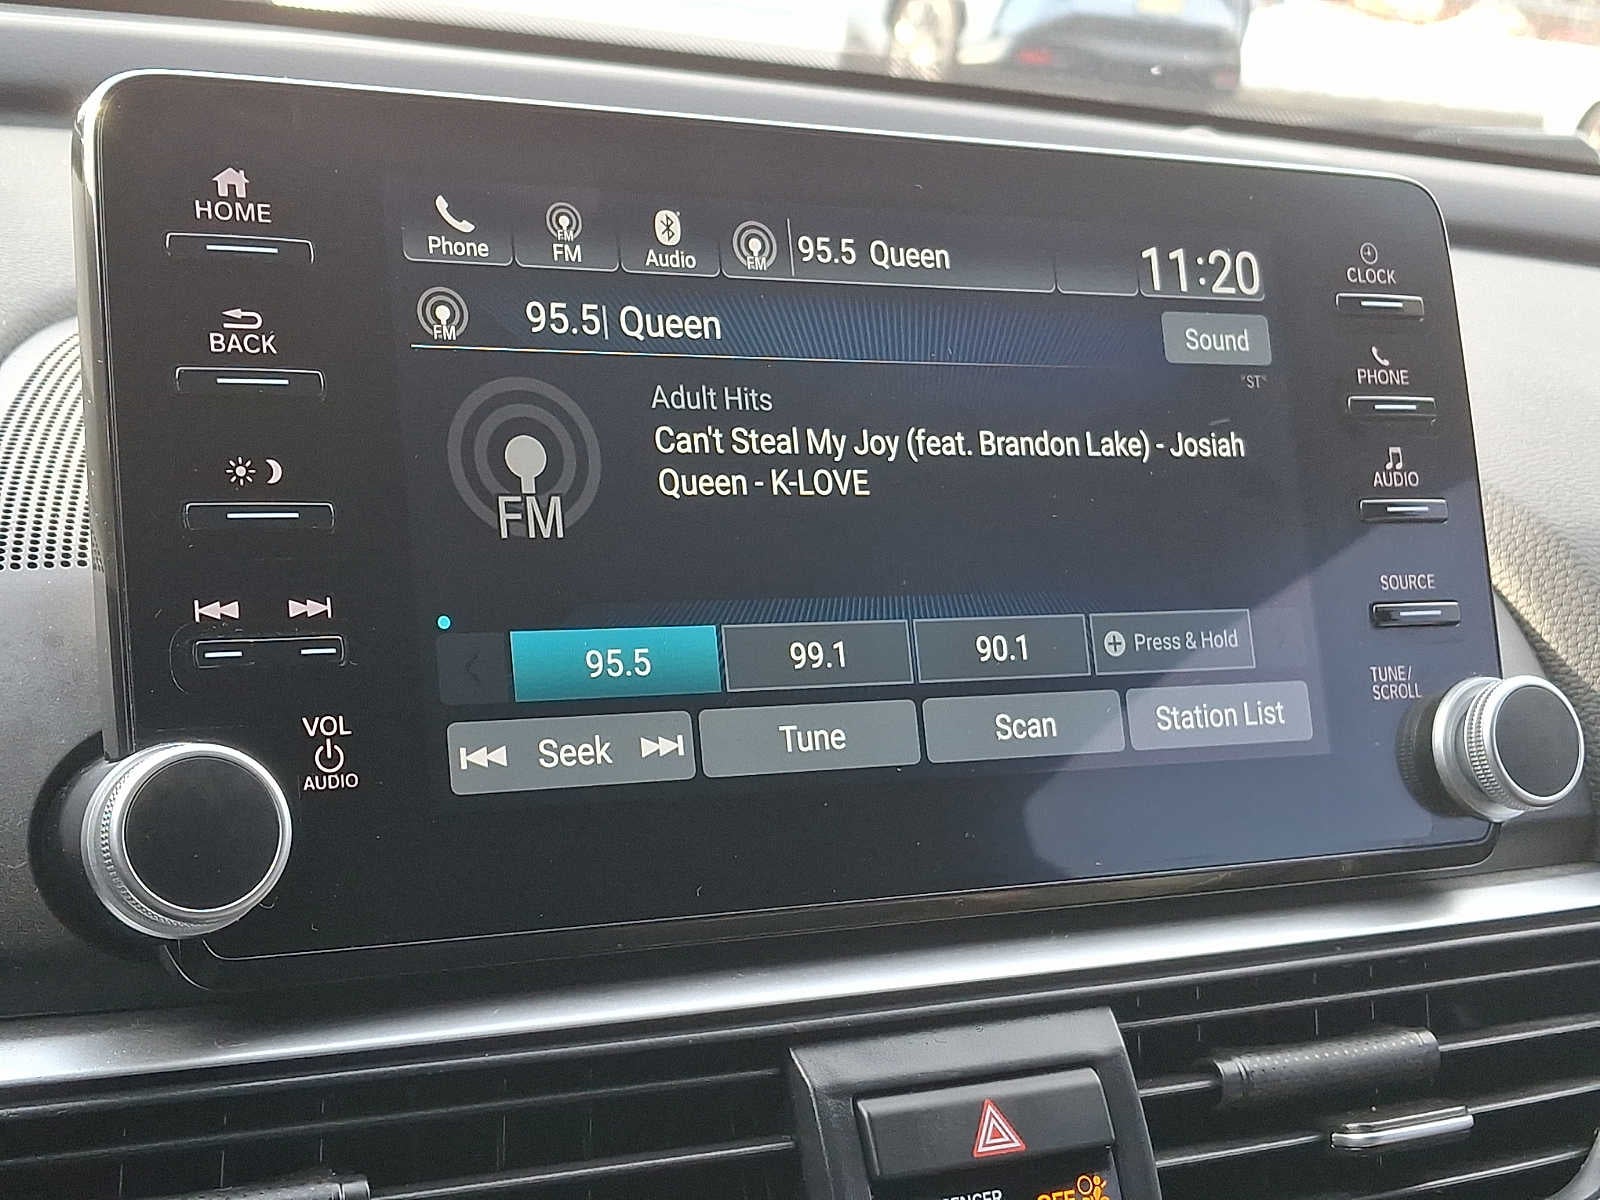 HOME
BACK
VOL
AUDIO
Phone
FM
FM
Audio
FM
95.5 Queen
11:20
FM
95.5| Queen
Sound
"ST"
FM
Adult Hits
Can't Steal My Joy (feat. Brandon Lake) - Josiah
Queen - K-LOVE
95.5
99.1
90.1
Press & Hold
Seek
Tune
Scan
Station List
CLOCK
PHONE
AUDIO
SOURCE
TUNE/
SCROLL
OFF